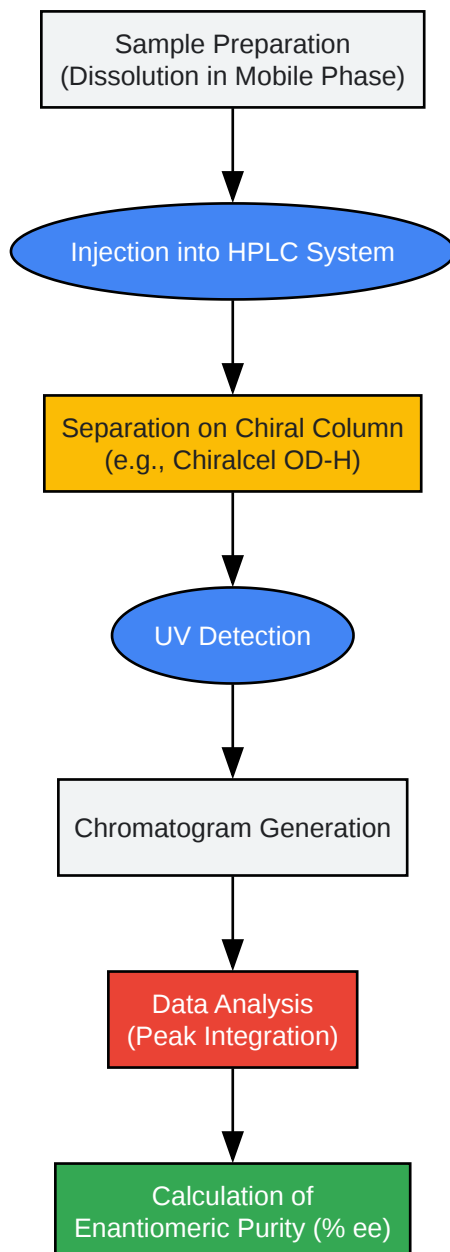 Sample Preparation
(Dissolution in Mobile Phase)
Injection into HPLC System
Separation on Chiral Column
(e.g., Chiralcel OD-H)
UV Detection
Chromatogram Generation
Data Analysis
(Peak Integration)
Calculation of
Enantiomeric Purity (% ee)